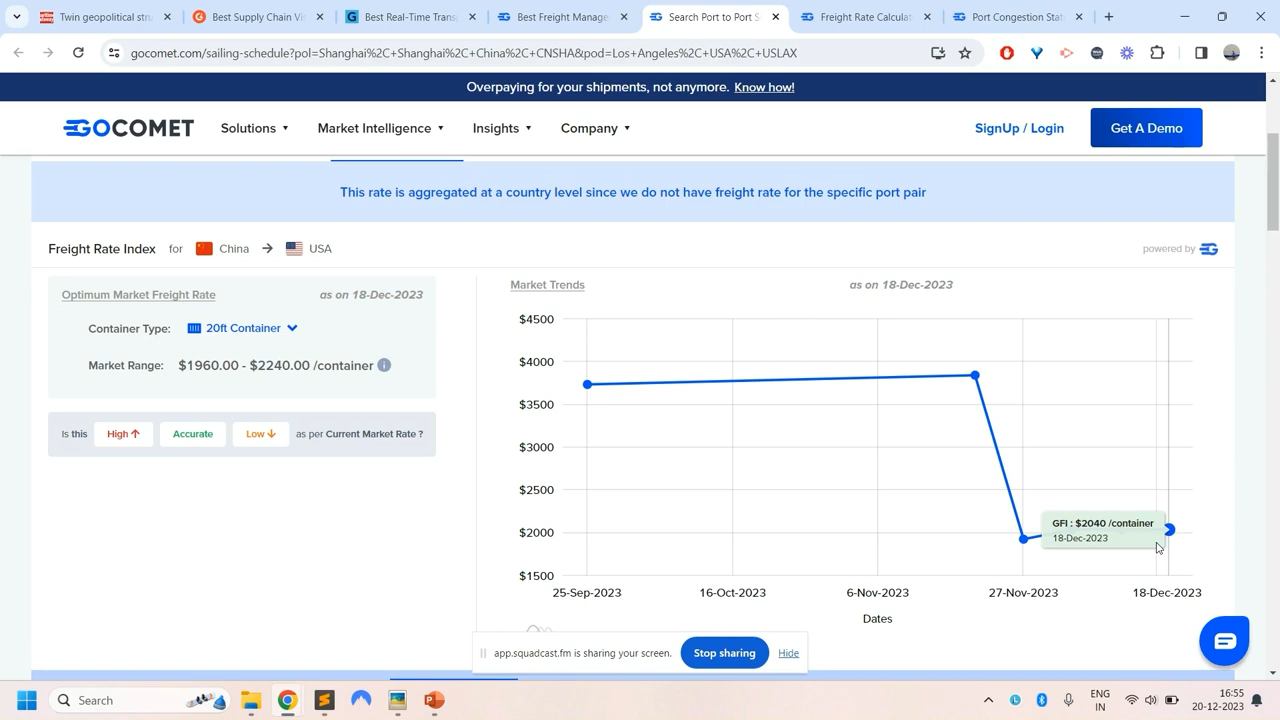 Twin geopolitical str
Best Supply Chain Vi
Best Real-Time Trans
Best Freight Manage
Search Port to Port S
Freight Rate Calcula
Port Congestion Stat
gocomet.com/sailing-schedule?pol=Shanghai%2C+Shanghai%2C+China%2C+CNSHA&pod=Los+Angeles%2C+USA%2C+USLAX
Overpaying for your shipments, not anymore. Know how!
GOCOMET
Solutions
Market Intelligence
Insights
Company
SignUp / Login
Get A Demo
This rate is aggregated at a country level since we do not have freight rate for the specific port pair
Freight Rate Index for China → USA
powered by
Optimum Market Freight Rate as on 18-Dec-2023
Container Type: 20ft Container
Market Range: $1960.00 - $2240.00 /container
Is this High ↑ Accurate Low ↓ as per Current Market Rate ?
Market Trends as on 18-Dec-2023
$4500
$4000
$3500
$3000
$2500
$2000
$1500
GFI : $2040 /container
18-Dec-2023
25-Sep-2023 16-Oct-2023 6-Nov-2023 27-Nov-2023 18-Dec-2023
Dates
app.squadcast.fm is sharing your screen. Stop sharing Hide
Search
ENG
IN
16:55
20-12-2023